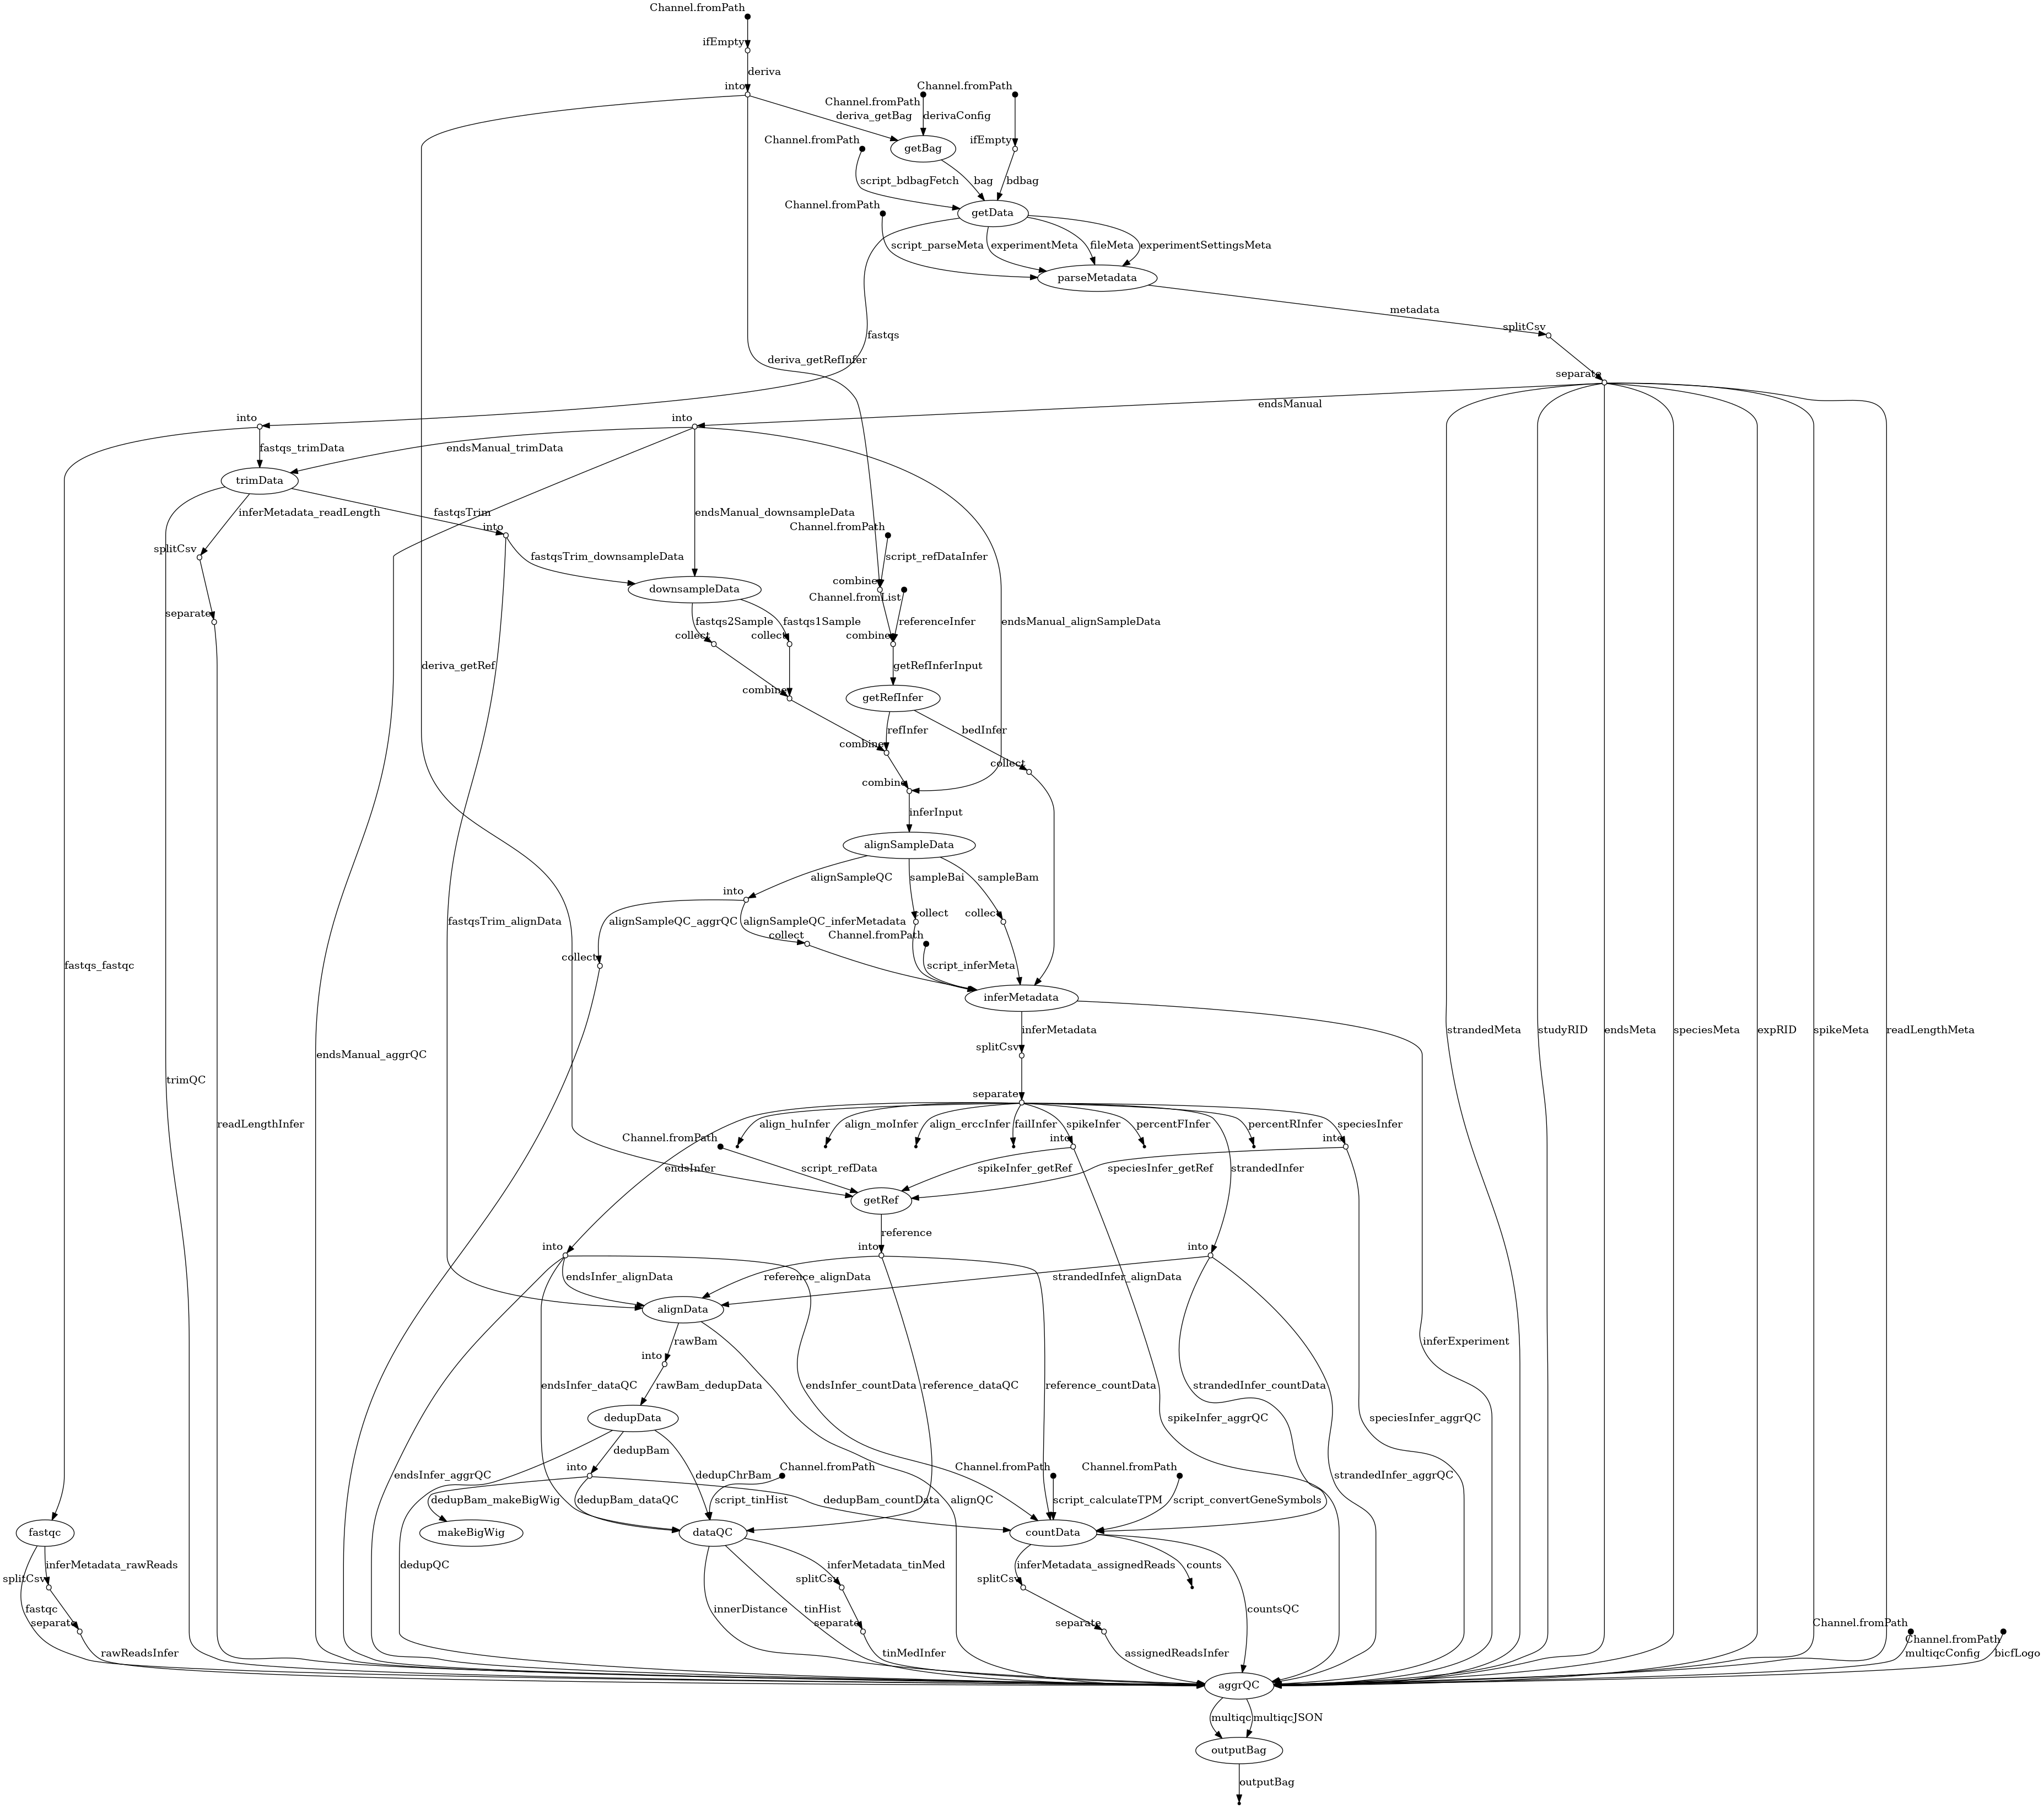 Channel.fromPath
ifEmpty
deriva
into
Channel.fromPath
Channel.fromPath
deriva_getBag
derivaConfig
Channel.fromPath
getBag
ifEmpty
script_bdbagFetch
bag
bdbag
Channel.fromPath
getData
script_parseMeta
experimentMeta
fileMeta
experimentSettingsMeta
parseMetadata
metadata
splitCsv
fastqs
deriva_getRefInfer
separate
endsManual
into
into
fastqs_trimData
endsManual_trimData
trimData
inferMetadata_readLength
fastqsTrim
endsManual_downsampleData
into
Channel.fromPath
splitCsv
fastqsTrim_downsampleData
script_refDataInfer
combine
downsampleData
Channel.fromList
separate
fastqs2Sample
fastqs1Sample
referenceInfer
endsManual_alignSampleData
collect
collect
combine
deriva_getRef
getRefInferInput
combine
getRefInfer
refInfer
bedInfer
combine
collect
combine
inferInput
alignSampleData
alignSampleQC
sampleBai
sampleBam
into
fastqsTrim_alignData
alignSampleQC_aggrQC
alignSampleQC_inferMetadata
collect
collect
collect
Channel.fromPath
collect
fastqs_fastqc
script_inferMeta
inferMetadata
endsManual_aggrQC
inferMetadata
strandedMeta
studyRID
endsMeta
speciesMeta
expRID
spikeMeta
readLengthMeta
splitCsv
trimQC
separate
readLengthInfer
align_huInfer
align_moInfer
align_erccInfer
failInfer
spikeInfer
percentFInfer
percentRInfer
speciesInfer
Channel.fromPath
into
into
endsInfer
script_refData
spikeInfer_getRef
speciesInfer_getRef
strandedInfer
getRef
reference
into
into
into
endsInfer_alignData
reference_alignData
strandedInfer_alignData
alignData
rawBam
inferExperiment
into
endsInfer_dataQC
rawBam_dedupData
endsInfer_countData
reference_dataQC
reference_countData
strandedInfer_countData
dedupData
spikeInfer_aggrQC
speciesInfer_aggrQC
dedupBam
into
endsInfer_aggrQC
dedupChrBam
Channel.fromPath
Channel.fromPath
Channel.fromPath
strandedInfer_aggrQC
dedupBam_makeBigWig
dedupBam_dataQC
script_tinHist
dedupBam_countData
alignQC
script_calculateTPM
script_convertGeneSymbols
fastqc
makeBigWig
dataQC
countData
inferMetadata_rawReads
dedupQC
inferMetadata_tinMed
inferMetadata_assignedReads
counts
splitCsv
splitCsv
splitCsv
fastqc
innerDistance
tinHist
countsQC
separate
separate
separate
Channel.fromPath
Channel.fromPath
rawReadsInfer
tinMedInfer
assignedReadsInfer
multiqcConfig
bicfLogo
aggrQC
multiqc
multiqcJSON
outputBag
outputBag